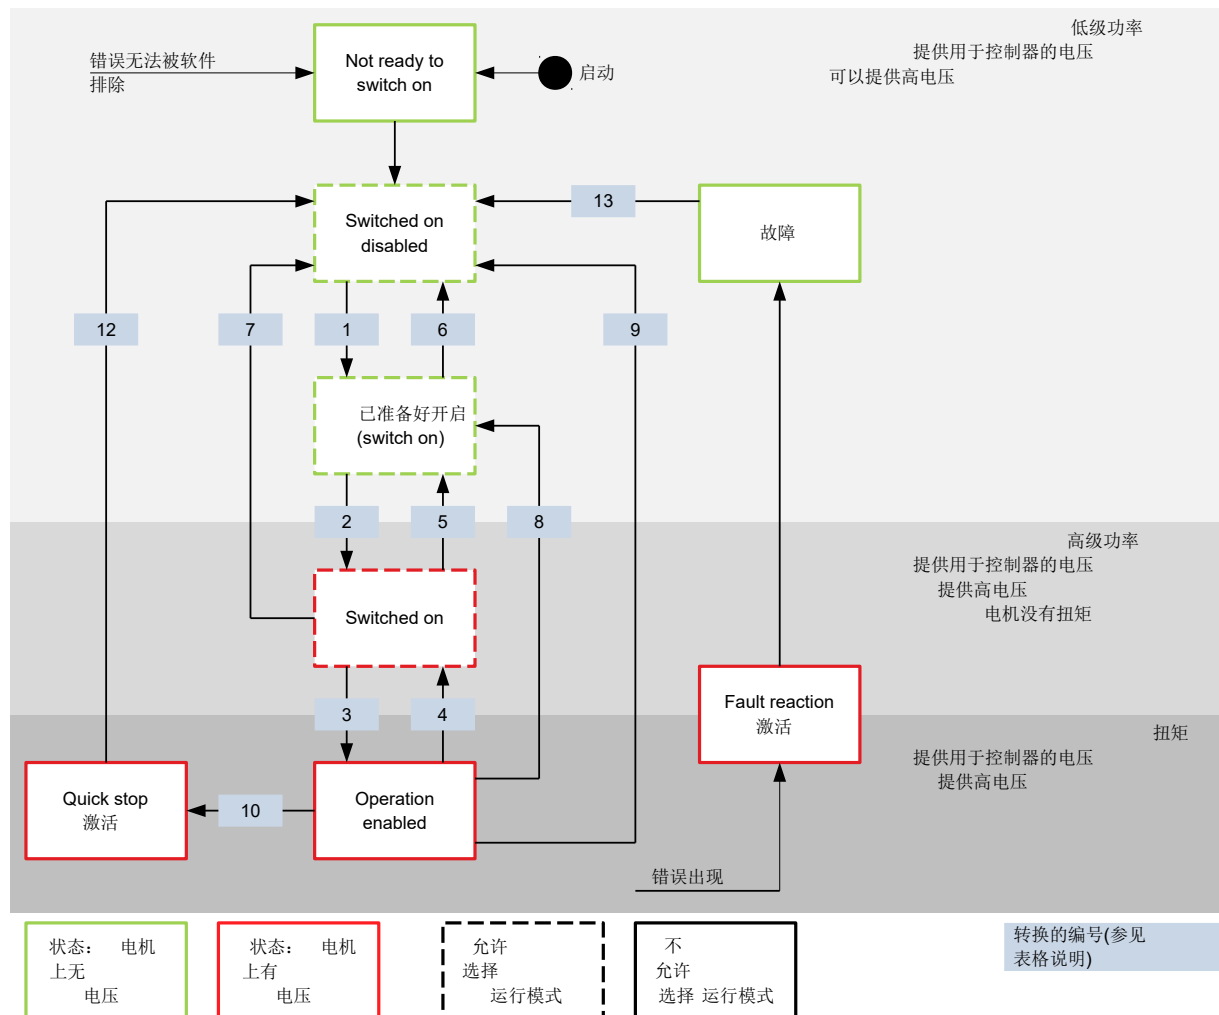 低级功率
提供用于控制器的电压
可以提供高电压
错误无法被软件
排除
Not ready to
switch on
启动
Switched on
disabled
13
故障
12
7
1
6
9
已准备好开启
(switch on)
2
5
8
高级功率
提供用于控制器的电压
提供高电压
电机没有扭矩
Switched on
Fault reaction
激活
3
4
扭矩
提供用于控制器的电压
提供高电压
Quick stop
激活
10
Operation
enabled
错误出现
状态： 电机
上无
电压
状态： 电机
上有
电压
允许
选择
运行模式
不
允许
选择 运行模式
转换的编号(参见
表格说明)